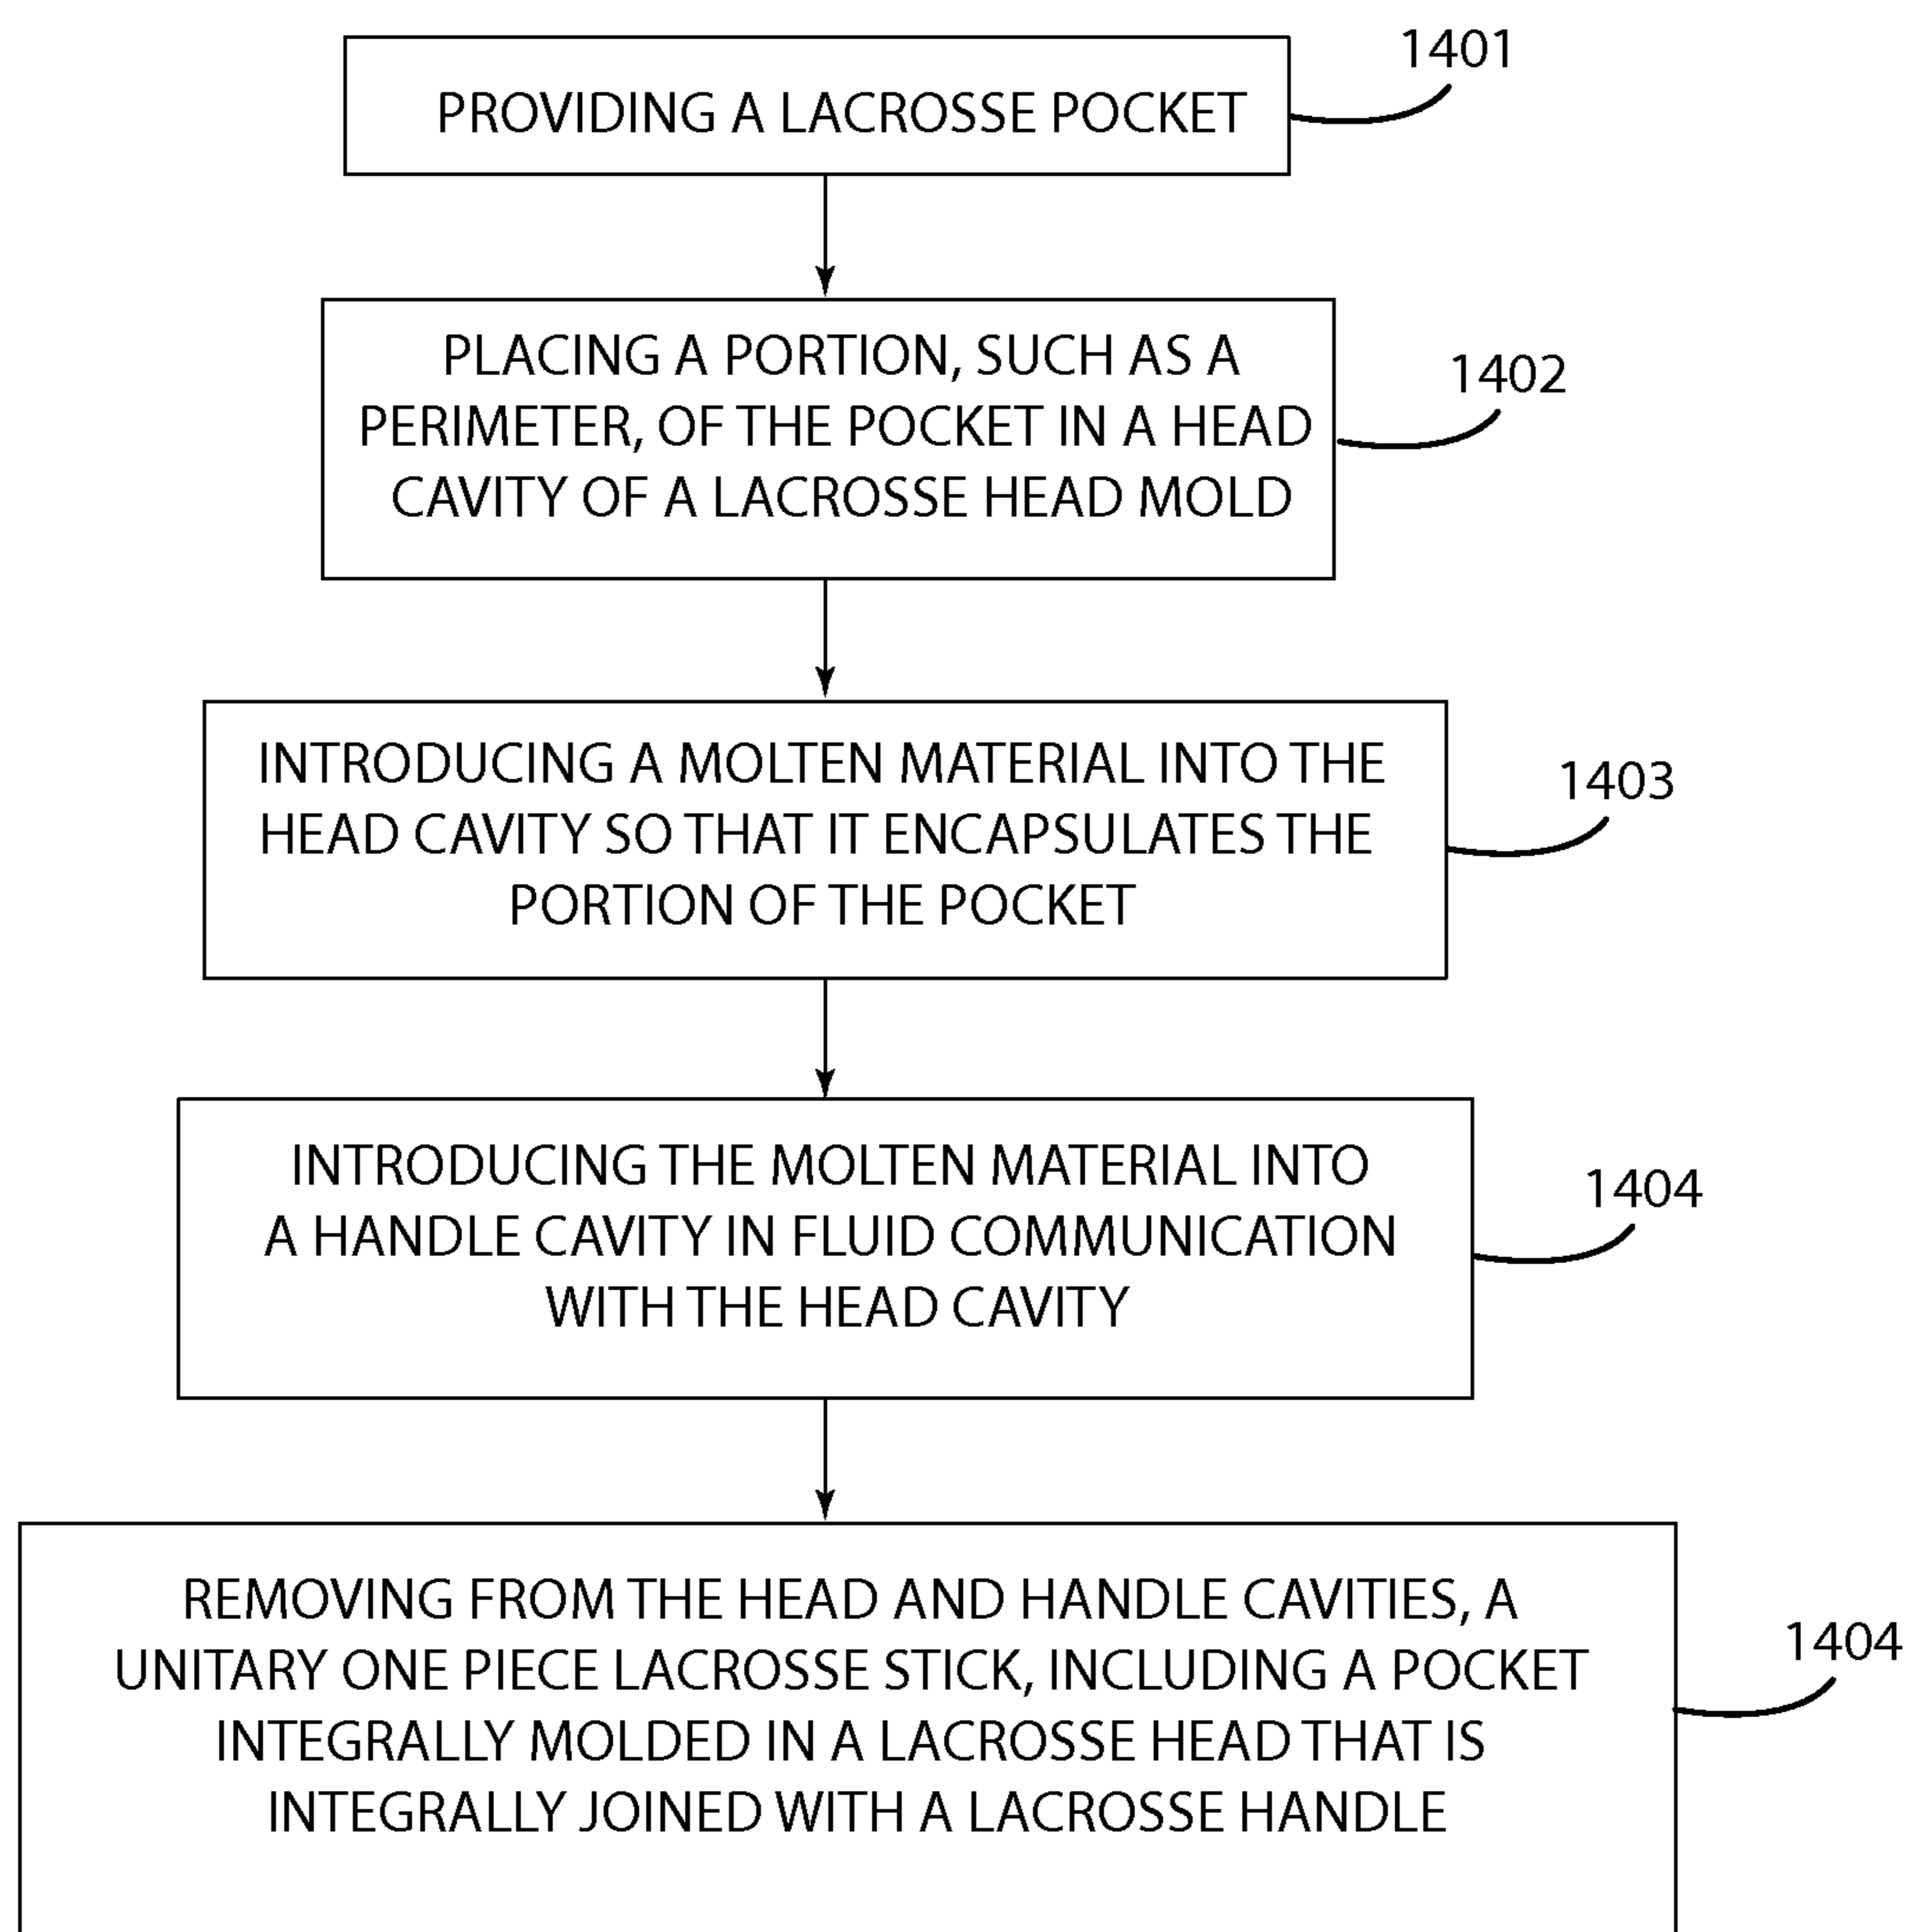 1401
PROVIDING A LACROSSE POCKET
1402
PLACING A PORTION, SUCH AS A
PERIMETER, OF THE POCKET IN A HEAD
CAVITY OF A LACROSSE HEAD MOLD
1403
INTRODUCING A MOLTEN MATERIAL INTO THE
HEAD CAVITY SO THAT IT ENCAPSULATES THE
PORTION OF THE POCKET
1404
INTRODUCING THE MOLTEN MATERIAL INTO
A HANDLE CAVITY IN FLUID COMMUNICATION
WITH THE HEAD CAVITY
1404
REMOVING FROM THE HEAD AND HANDLE CAVITIES, A
UNITARY ONE PIECE LACROSSE STICK, INCLUDING A POCKET
INTEGRALLY MOLDED IN A LACROSSE HEAD THAT IS
INTEGRALLY JOINED WITH A LACROSSE HANDLE